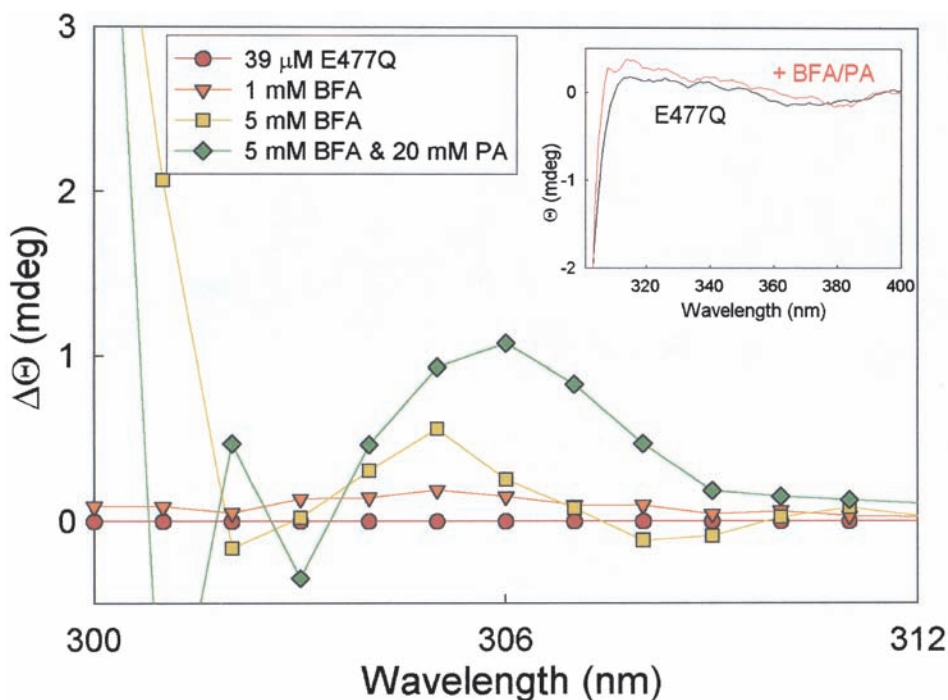 3
2
1
0
ΔΘ (mdeg)
39 μM E477Q
1 mM BFA
5 mM BFA
5 mM BFA & 20 mM PA
+ BFA/PA
E477Q
0
-1
-2
Θ (mdeg)
320 340 360 380 400
Wavelength (nm)
300 306 312
Wavelength (nm)